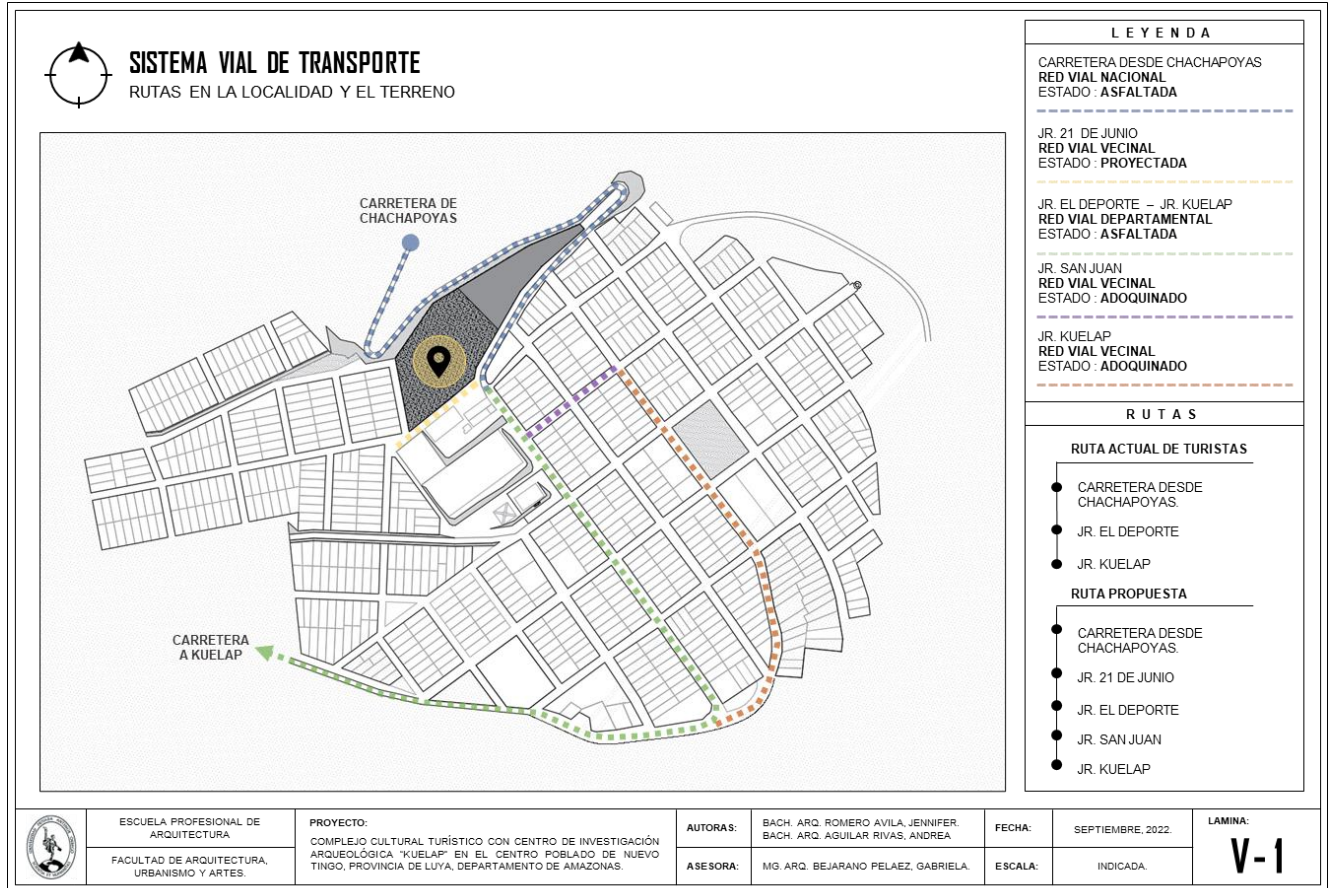 SISTEMA VIAL DE TRANSPORTE
RUTAS EN LA LOCALIDAD Y EL TERRENO
CARRETERA DE
CHACHAPOYAS
CARRETERA
A KUELAP
LEYENDA
CARRETERA DESDE CHACHAPOYAS
RED VIAL NACIONAL
ESTADO : ASFALTADA
JR. 21 DE JUNIO
RED VIAL VECINAL
ESTADO : PROYECTADA
JR. EL DEPORTE – JR. KUELAP
RED VIAL DEPARTAMENTAL
ESTADO : ASFALTADA
JR. SAN JUAN
RED VIAL VECINAL
ESTADO : ADOQUINADO
JR. KUELAP
RED VIAL VECINAL
ESTADO : ADOQUINADO
RUTAS
RUTA ACTUAL DE TURISTAS
CARRETERA DESDE
CHACHAPOYAS.
JR. EL DEPORTE
JR. KUELAP
RUTA PROPUESTA
CARRETERA DESDE
CHACHAPOYAS.
JR. 21 DE JUNIO
JR. EL DEPORTE
JR. SAN JUAN
JR. KUELAP
ESCUELA PROFESIONAL DE
ARQUITECTURA
FACULTAD DE ARQUITECTURA,
URBANISMO Y ARTES.
PROYECTO:
COMPLEJO CULTURAL TURÍSTICO CON CENTRO DE INVESTIGACIÓN
ARQUEOLÓGICA "KUELAP" EN EL CENTRO POBLADO DE NUEVO
TINGO, PROVINCIA DE LUYA, DEPARTAMENTO DE AMAZONAS.
AUTORAS:
BACH. ARQ. ROMERO AVILA, JENNIFER.
BACH. ARQ. AGUILAR RIVAS, ANDREA
ASESORA:
MG. ARQ. BEJARANO PELAEZ, GABRIELA.
FECHA:
SEPTIEMBRE, 2022.
ESCALA:
INDICADA.
LAMINA:
V-1